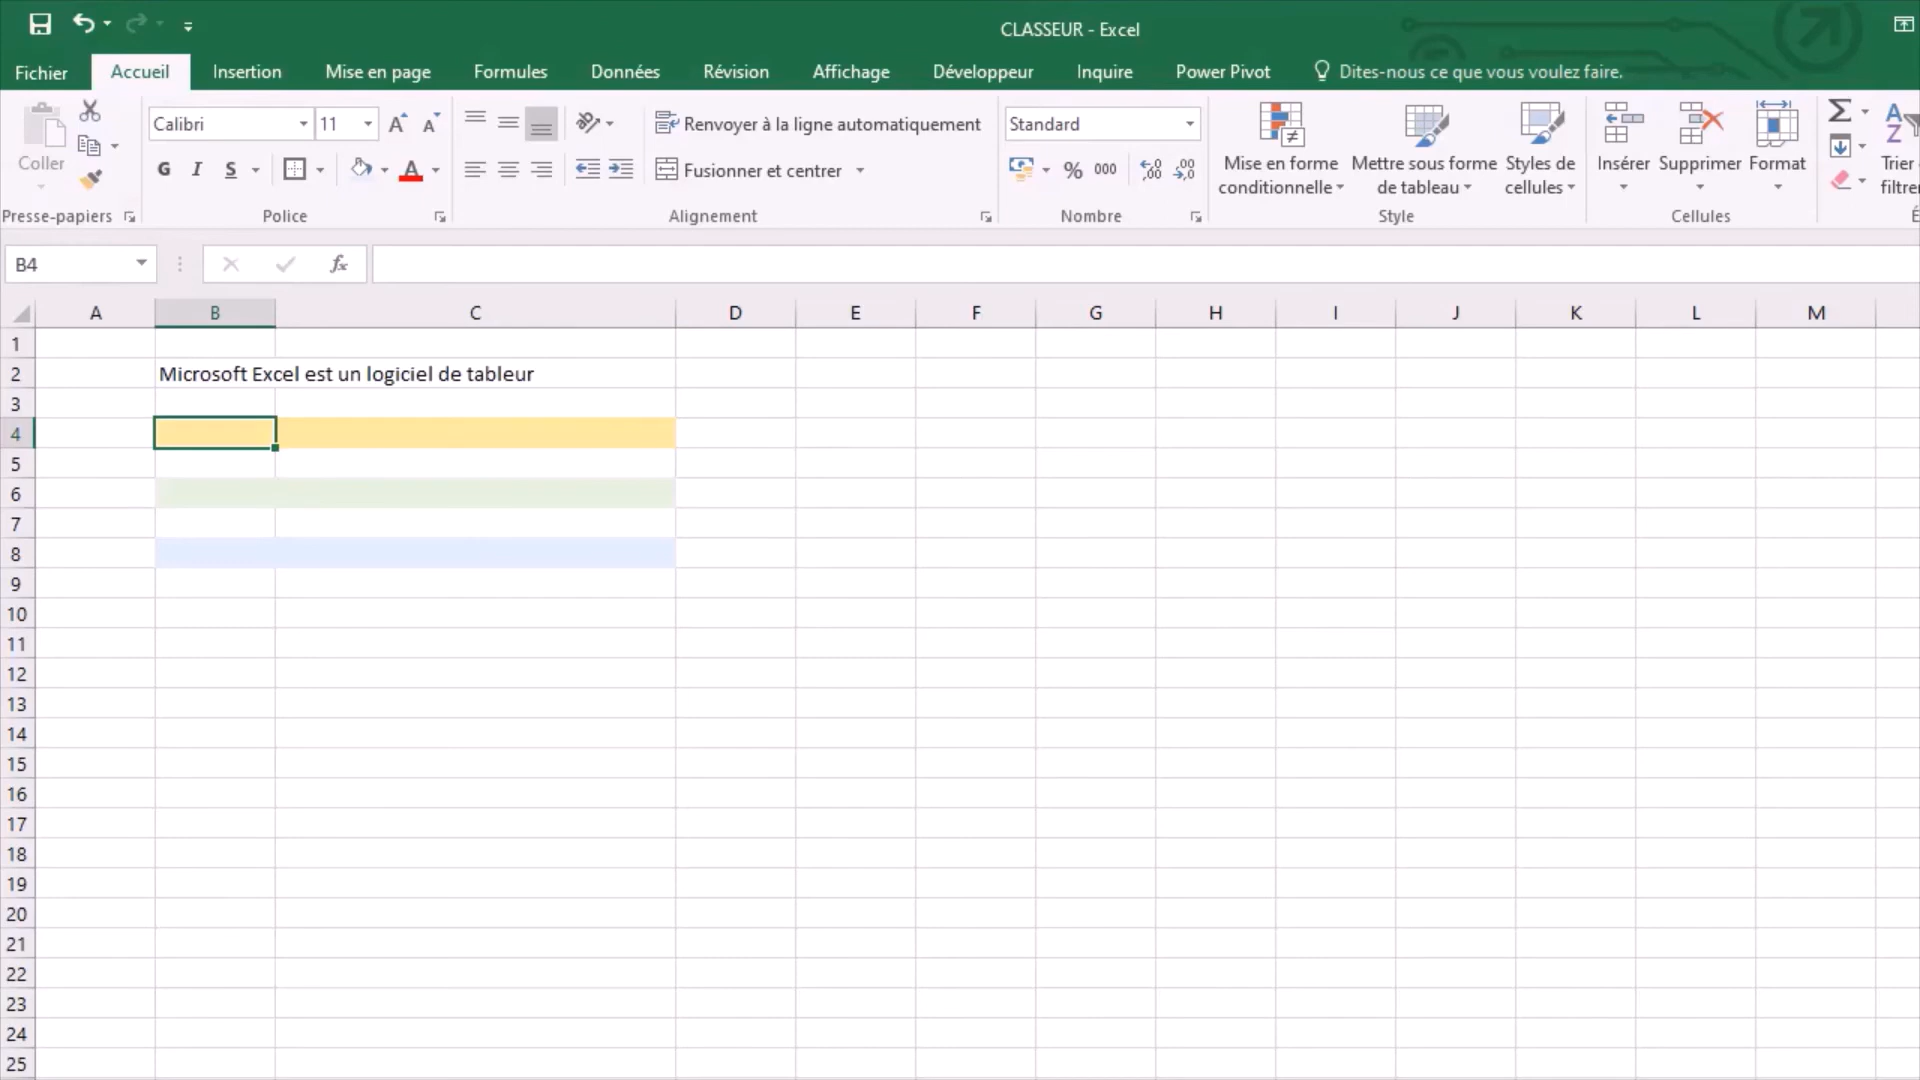 CLASSEUR - Excel
Fichier Accueil Insertion Mise en page Formules Données Révision Affichage Développeur Inquire Power Pivot Dites-nous ce que vous voulez faire.
Coller
Calibri 11
Renvoyer à la ligne automatiquement
Standard
G I S A
Fusionner et centrer
% 000
Mise en forme conditionnelle
Mettre sous forme de tableau
Styles de cellules
Insérer Supprimer Format
Trier
filtrer
Presse-papiers Police Alignement Nombre Style Cellules
B4 fx
A B C D E F G H I J K L M
1
2 Microsoft Excel est un logiciel de tableur
3
4
5
6
7
8
9
10
11
12
13
14
15
16
17
18
19
20
21
22
23
24
25